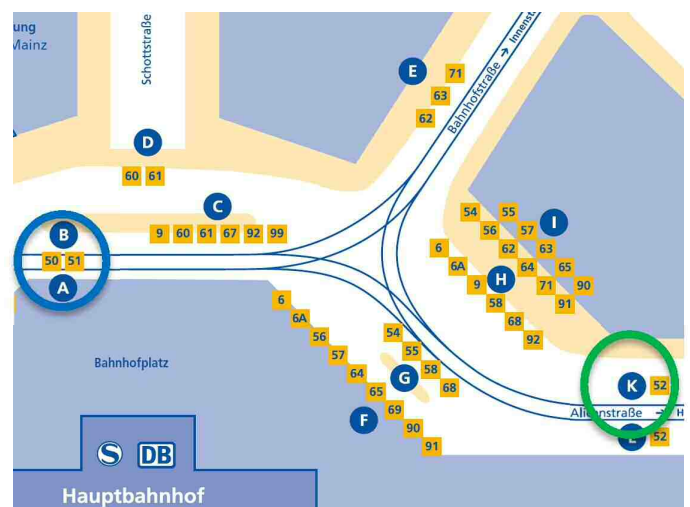 ung
Mainz
Schottstraße
Bahnhofstraße → Innenst
E
71
63
62
D
60 61
C
9 60 61 67 92 99
B
50 51
A
54 55 I
56 57
6 62 63
6A 64 65
9 H 71 90
58 91
68
92
6
6A
56
57
64
65
69
90
91
F
54
55
58
68
G
Bahnhofplatz
K 52
Alicenstraße → H
L 52
S DB
Hauptbahnhof